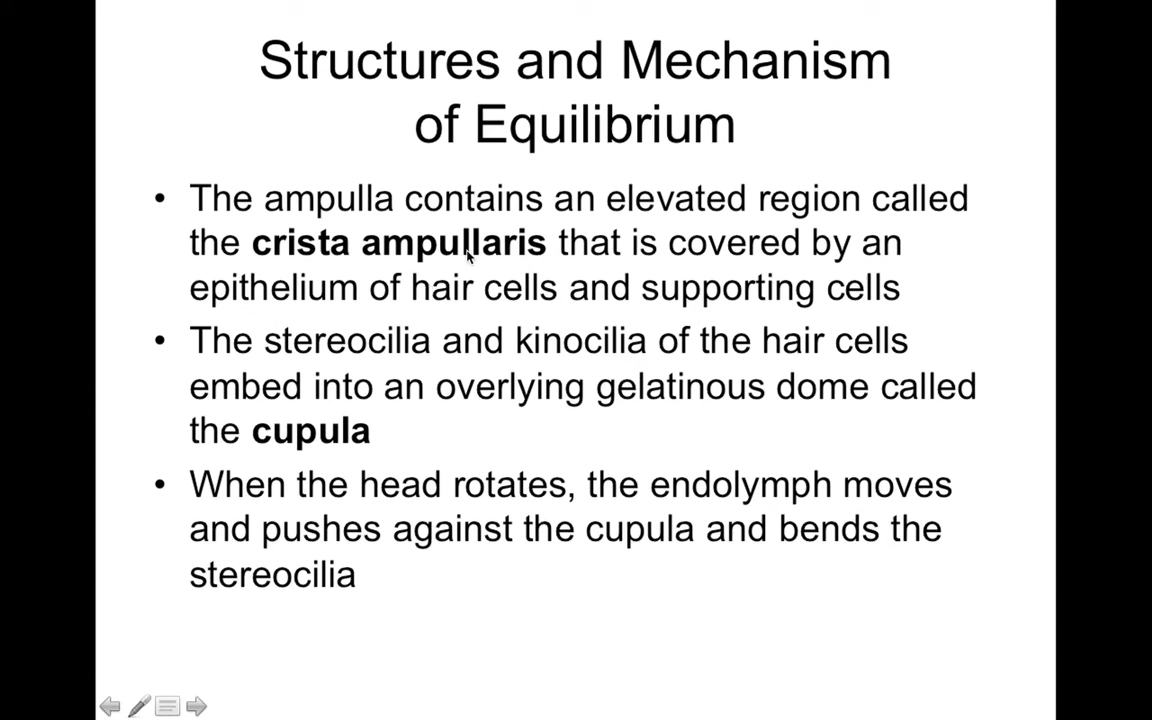 Structures and Mechanism
of Equilibrium
• The ampulla contains an elevated region called
the crista ampullaris that is covered by an
epithelium of hair cells and supporting cells
• The stereocilia and kinocilia of the hair cells
embed into an overlying gelatinous dome called
the cupula
• When the head rotates, the endolymph moves
and pushes against the cupula and bends the
stereocilia